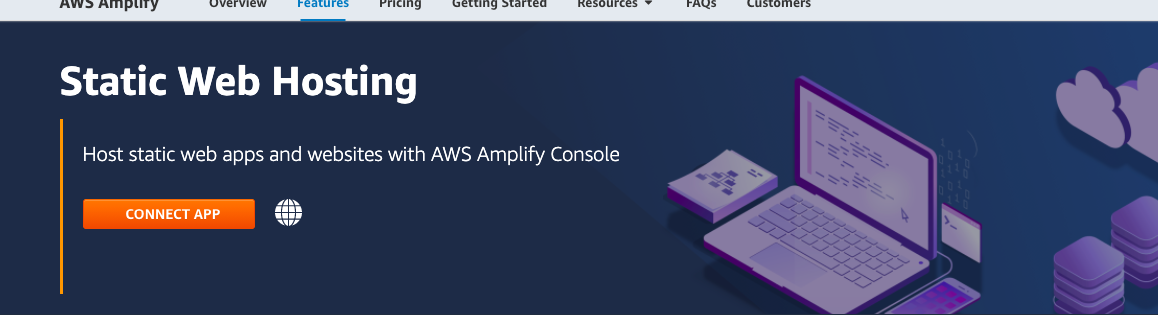 AWS Amplify Overview Features Pricing Getting Started Resources FAQs Customers
Static Web Hosting
Host static web apps and websites with AWS Amplify Console
CONNECT APP